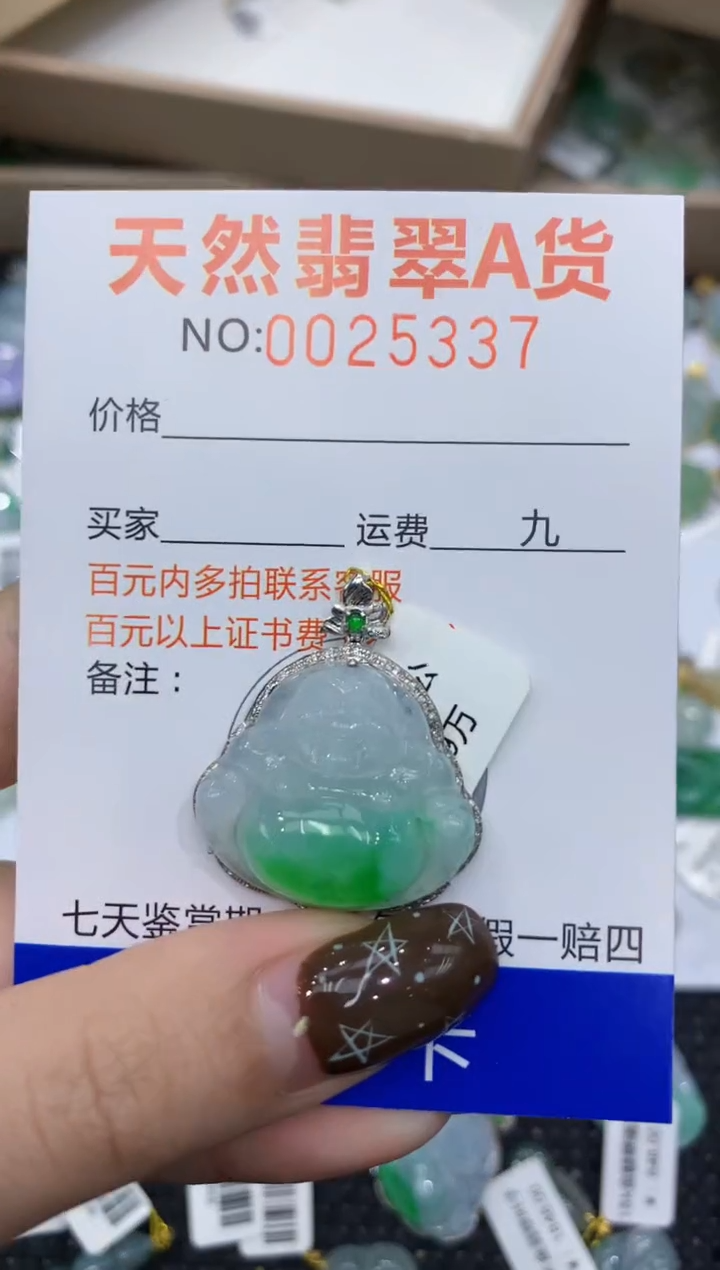 天然翡翠A货
NO:0025337
价格
买家 运费 九
百元内多拍联系客服
百元以上证书费
备注：
七天鉴赏期 假一赔四
卡